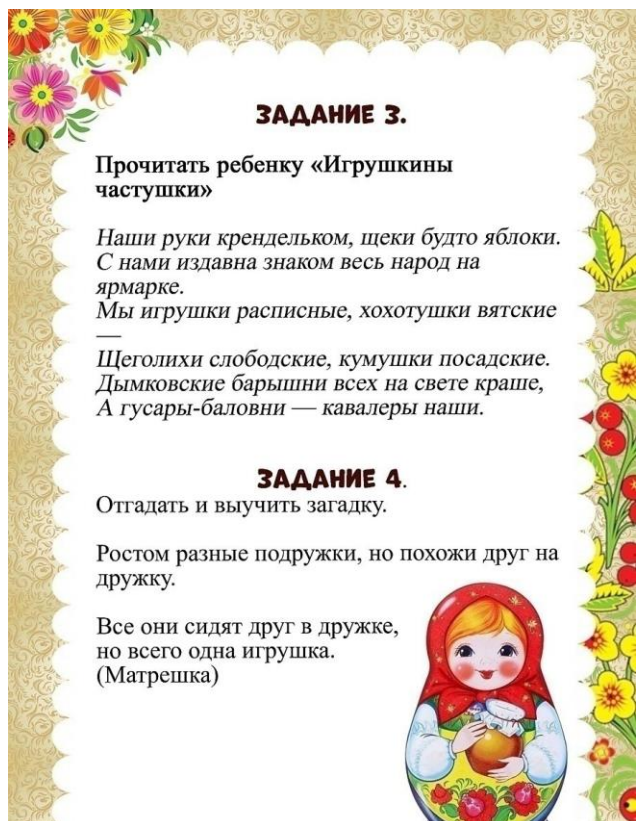 ЗАДАНИЕ 3.
Прочитать ребенку «Игрушкины
частушки»
Наши руки крендельком, щеки будто яблоки.
С нами издавна знаком весь народ на
ярмарке.
Мы игрушки расписные, хохотушки вятские
—
Щеголихи слободские, кумушки посадские.
Дымковские барышни всех на свете краше,
А гусары-баловни — кавалеры наши.
ЗАДАНИЕ 4.
Отгадать и выучить загадку.
Ростом разные подружки, но похожи друг на
дружку.
Все они сидят друг в дружке,
но всего одна игрушка.
(Матрешка)